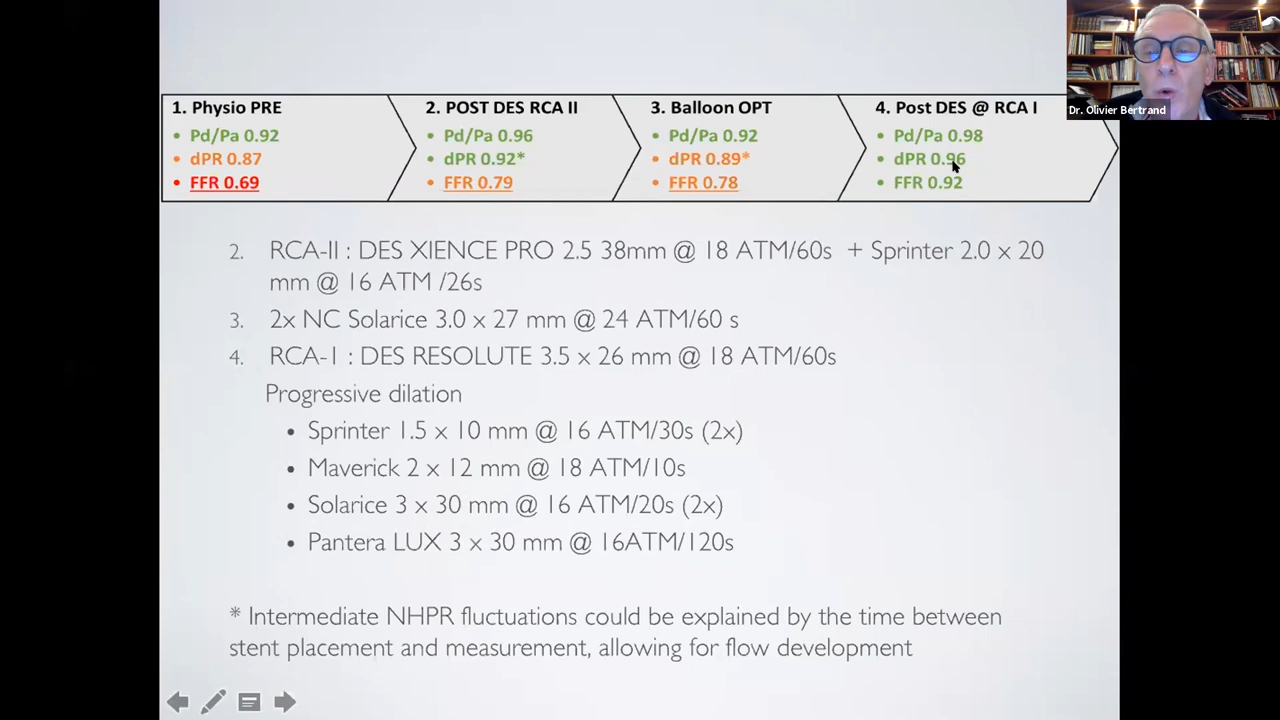 Dr. Olivier Bertrand
1. Physio PRE
• Pd/Pa 0.92
• dPR 0.87
• FFR 0.69
2. POST DES RCA II
• Pd/Pa 0.96
• dPR 0.92*
• FFR 0.79
3. Balloon OPT
• Pd/Pa 0.92
• dPR 0.89*
• FFR 0.78
4. Post DES @ RCA I
• Pd/Pa 0.98
• dPR 0.96
• FFR 0.92
2. RCA-II : DES XIENCE PRO 2.5 38mm @ 18 ATM/60s + Sprinter 2.0 x 20
mm @ 16 ATM /26s
3. 2x NC Solarice 3.0 x 27 mm @ 24 ATM/60 s
4. RCA-1 : DES RESOLUTE 3.5 x 26 mm @ 18 ATM/60s
Progressive dilation
• Sprinter 1.5 x 10 mm @ 16 ATM/30s (2x)
• Maverick 2 x 12 mm @ 18 ATM/10s
• Solarice 3 x 30 mm @ 16 ATM/20s (2x)
• Pantera LUX 3 x 30 mm @ 16ATM/120s
* Intermediate NHPR fluctuations could be explained by the time between
stent placement and measurement, allowing for flow development